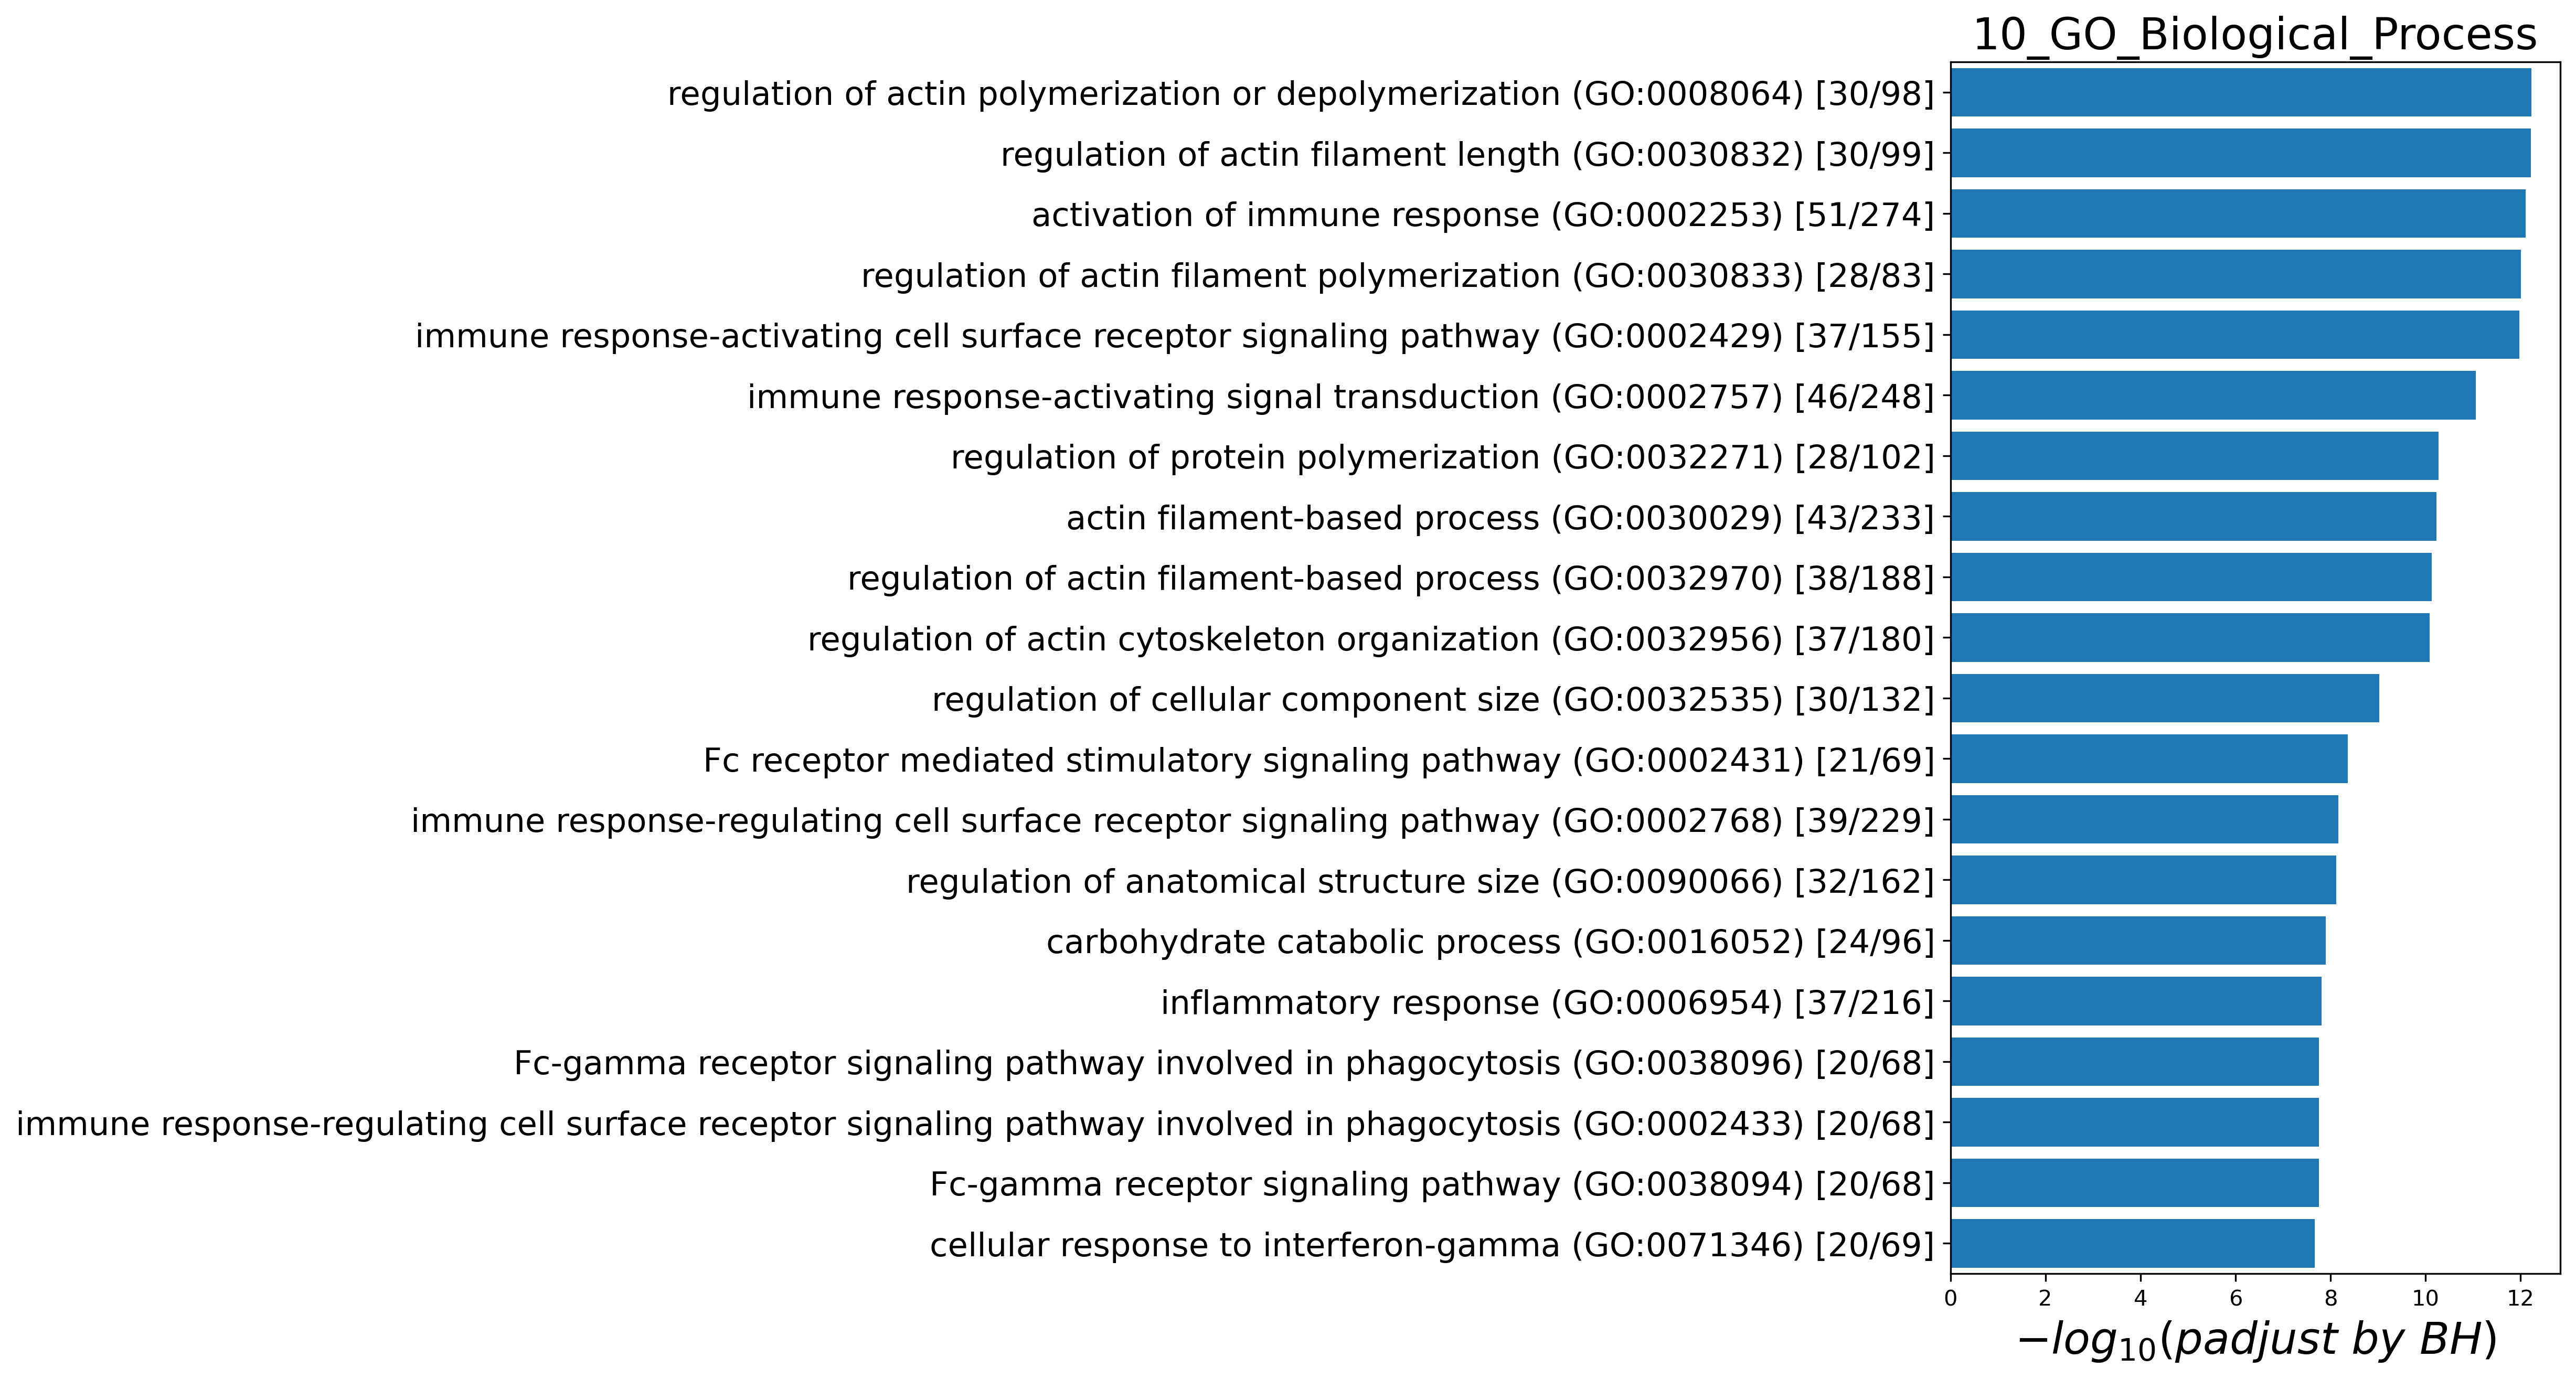 10_GO_Biological_Process
regulation of actin polymerization or depolymerization (GO:0008064) [30/98]
regulation of actin filament length (GO:0030832) [30/99]
activation of immune response (GO:0002253) [51/274]
regulation of actin filament polymerization (GO:0030833) [28/83]
immune response-activating cell surface receptor signaling pathway (GO:0002429) [37/155]
immune response-activating signal transduction (GO:0002757) [46/248]
regulation of protein polymerization (GO:0032271) [28/102]
actin filament-based process (GO:0030029) [43/233]
regulation of actin filament-based process (GO:0032970) [38/188]
regulation of actin cytoskeleton organization (GO:0032956) [37/180]
regulation of cellular component size (GO:0032535) [30/132]
Fc receptor mediated stimulatory signaling pathway (GO:0002431) [21/69]
immune response-regulating cell surface receptor signaling pathway (GO:0002768) [39/229]
regulation of anatomical structure size (GO:0090066) [32/162]
carbohydrate catabolic process (GO:0016052) [24/96]
inflammatory response (GO:0006954) [37/216]
Fc-gamma receptor signaling pathway involved in phagocytosis (GO:0038096) [20/68]
immune response-regulating cell surface receptor signaling pathway involved in phagocytosis (GO:0002433) [20/68]
Fc-gamma receptor signaling pathway (GO:0038094) [20/68]
cellular response to interferon-gamma (GO:0071346) [20/69]
0 2 4 6 8 10 12
−log₁₀(padjust by BH)